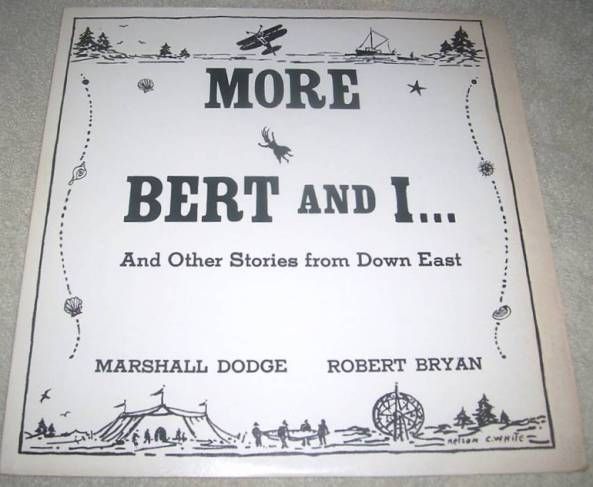 MORE
BERT AND I...
And Other Stories from Down East
MARSHALL DODGE ROBERT BRYAN
nelson C. WHITE